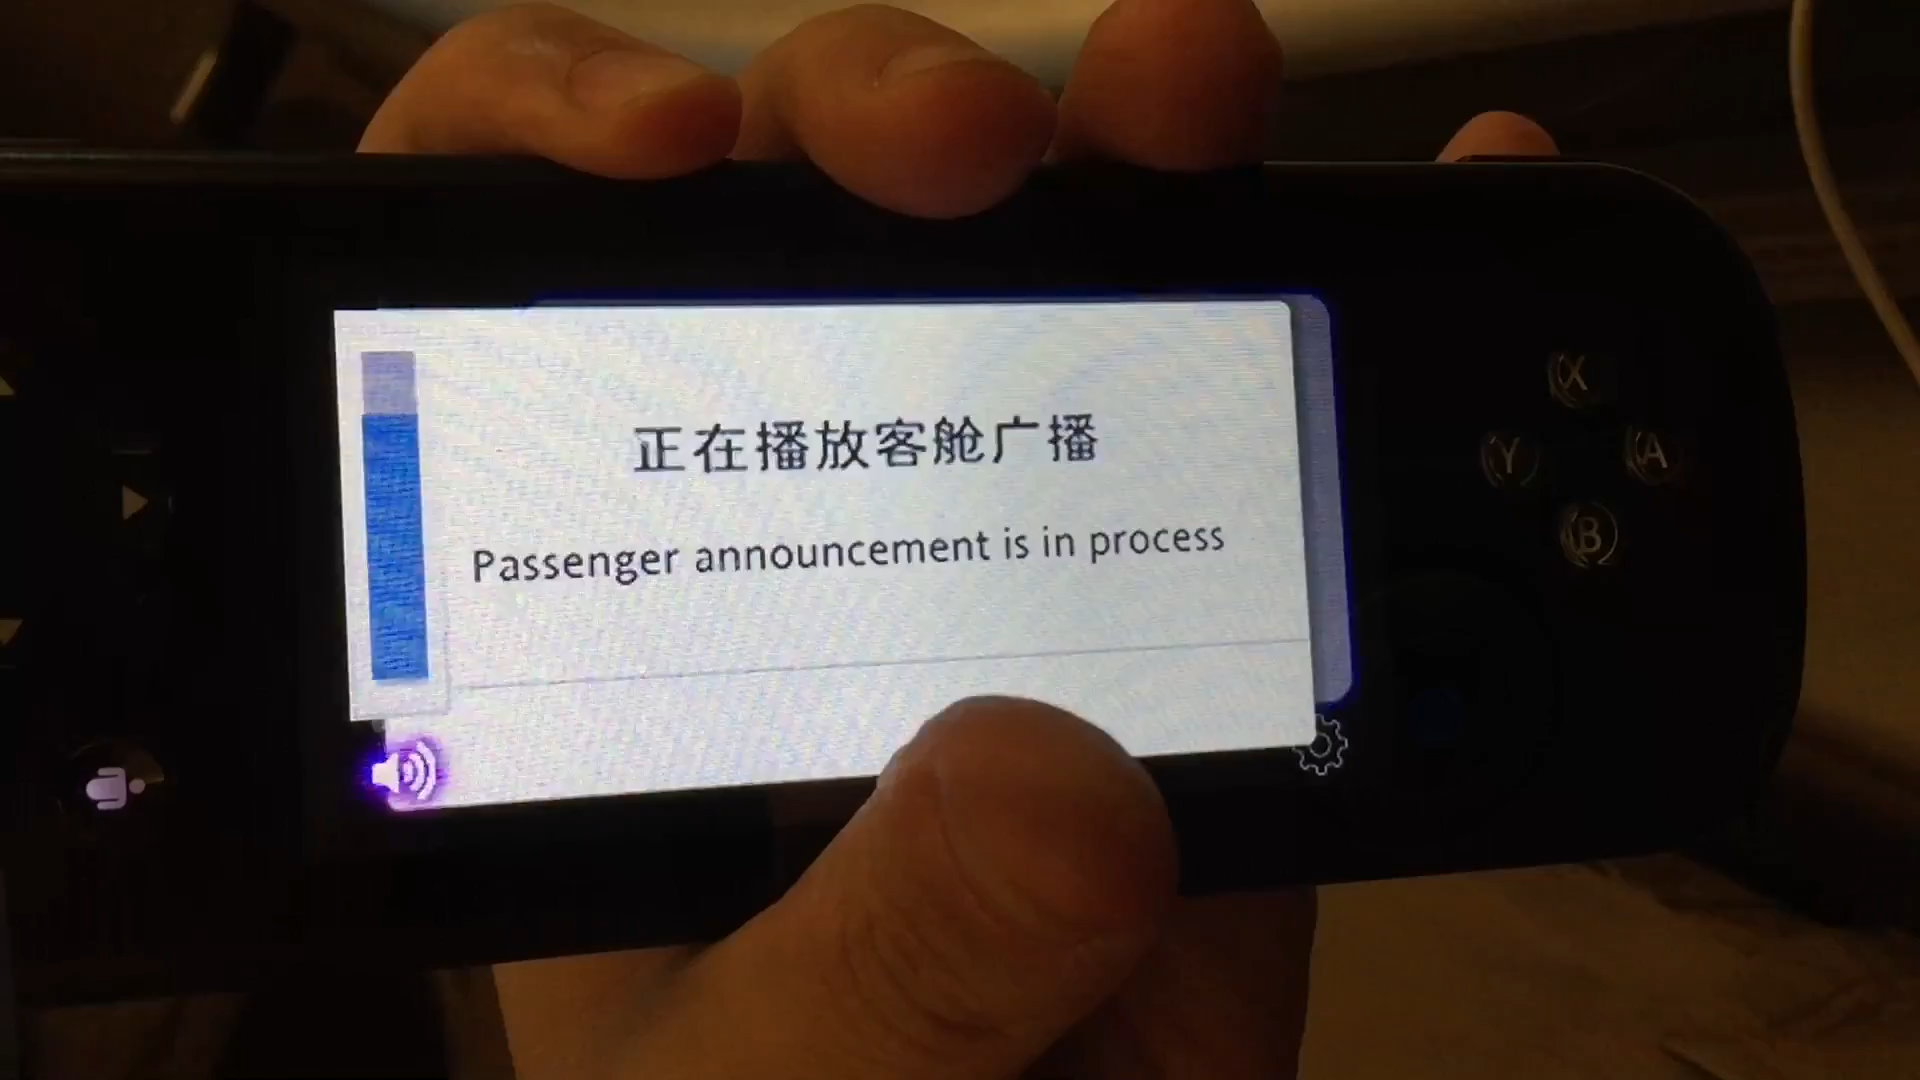 正在播放客舱广播
Passenger announcement is in process
X
Y
A
B